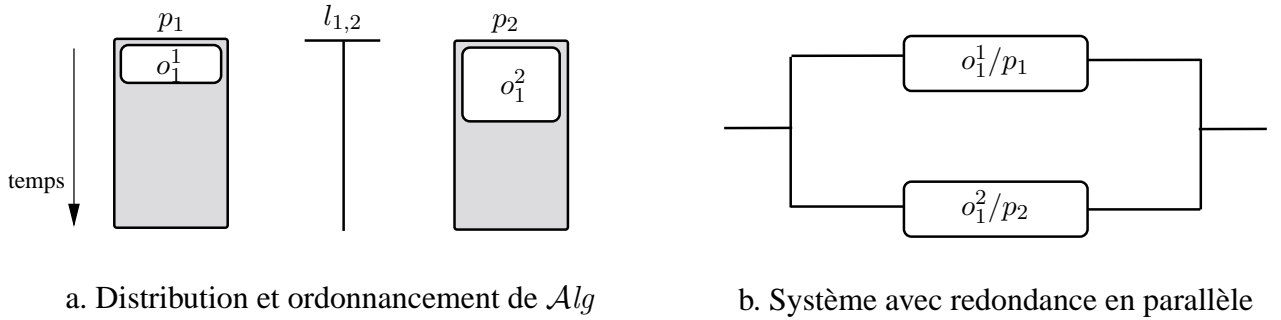 p₁ l₁,₂ p₂
o₁¹ o₁²
temps
o₁¹/p₁
o₁²/p₂
a. Distribution et ordonnancement de Alg
b. Système avec redondance en parallèle